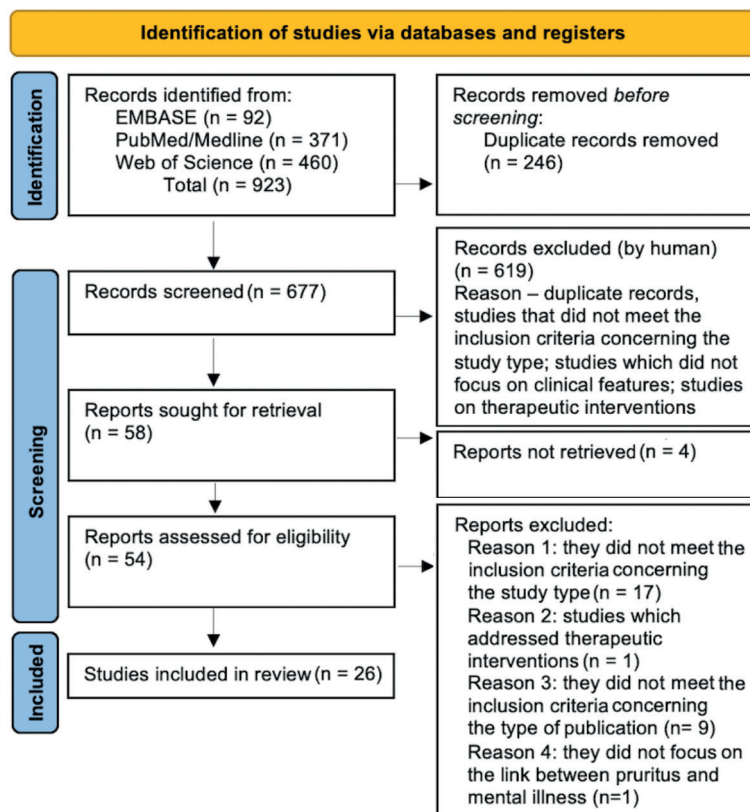 Identification of studies via databases and registers
Identification
Records identified from:
EMBASE (n = 92)
PubMed/Medline (n = 371)
Web of Science (n = 460)
Total (n = 923)
Records removed before
screening:
Duplicate records removed
(n = 246)
Screening
Records screened (n = 677)
Records excluded (by human)
(n = 619)
Reason – duplicate records,
studies that did not meet the
inclusion criteria concerning the
study type; studies which did not
focus on clinical features; studies
on therapeutic interventions
Reports sought for retrieval
(n = 58)
Reports not retrieved (n = 4)
Reports assessed for eligibility
(n = 54)
Reports excluded:
Reason 1: they did not meet the
inclusion criteria concerning
the study type (n = 17)
Reason 2: studies which
addressed therapeutic
interventions (n = 1)
Reason 3: they did not meet the
inclusion criteria concerning
the type of publication (n= 9)
Reason 4: they did not focus on
the link between pruritus and
mental illness (n=1)
Included
Studies included in review (n = 26)